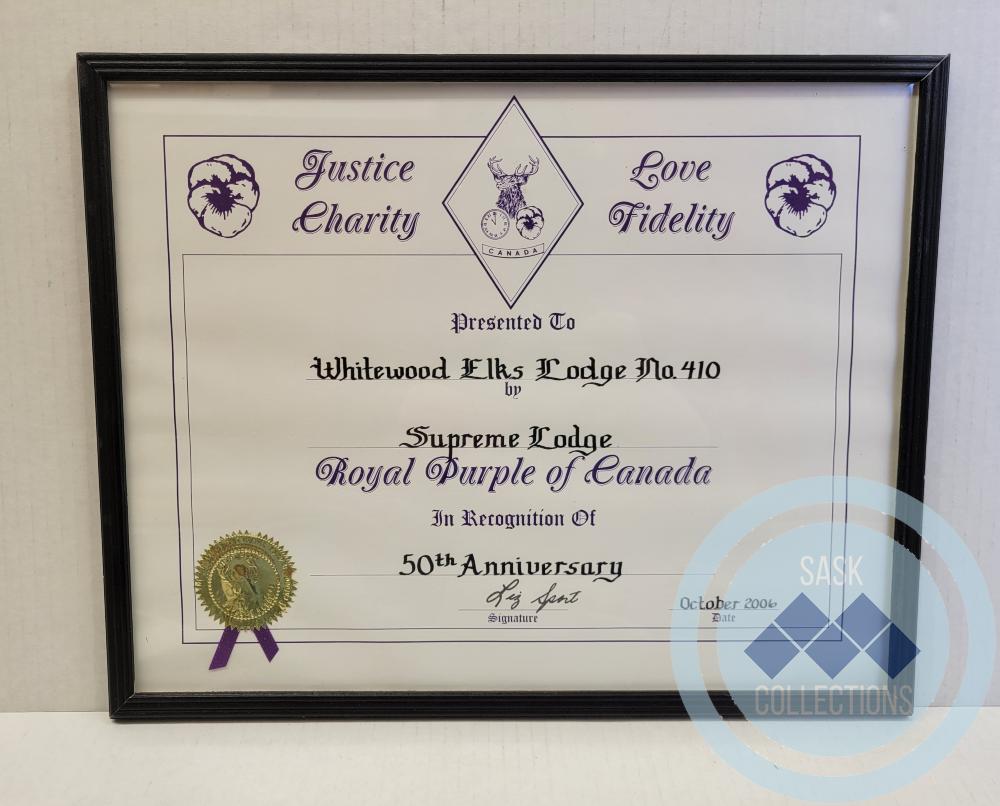 Justice
Charity
Love
Fidelity
CANADA
Presented To
Whitewood Elks Lodge No. 410
by
Supreme Lodge
Royal Purple of Canada
In Recognition Of
50th Anniversary
Signature
October 2006
Date
SASK
COLLECTIONS